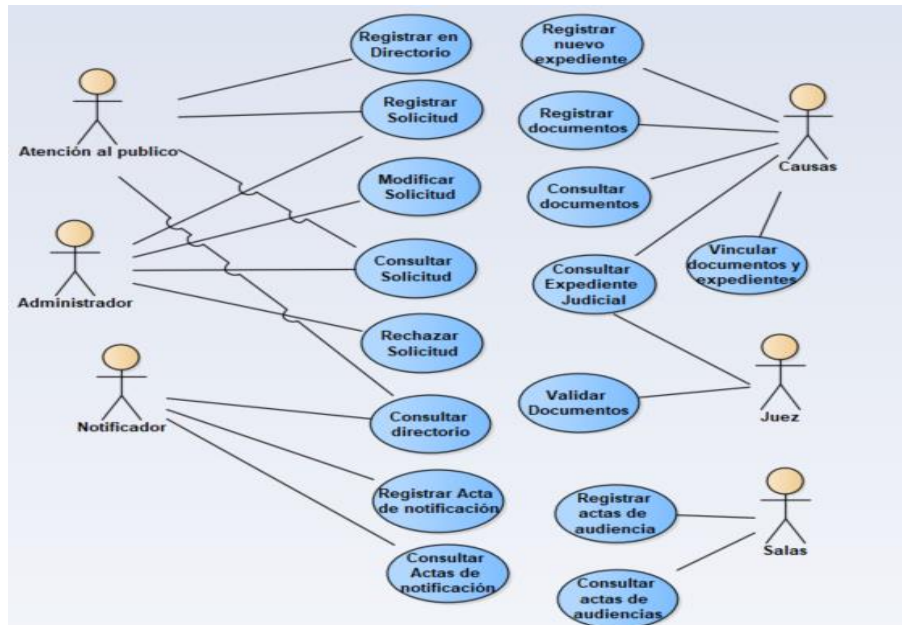 Registrar en
Directorio
Registrar
Solicitud
Atención al publico
Modificar
Solicitud
Consultar
Solicitud
Administrador
Rechazar
Solicitud
Notificador
Consultar
directorio
Registrar Acta
de notificación
Consultar
Actas de
notificación
Registrar
nuevo
expediente
Registrar
documentos
Causas
Consultar
documentos
Vincular
documentos y
expedientes
Consultar
Expediente
Judicial
Validar
Documentos
Juez
Registrar
actas de
audiencia
Salas
Consultar
actas de
audiencias